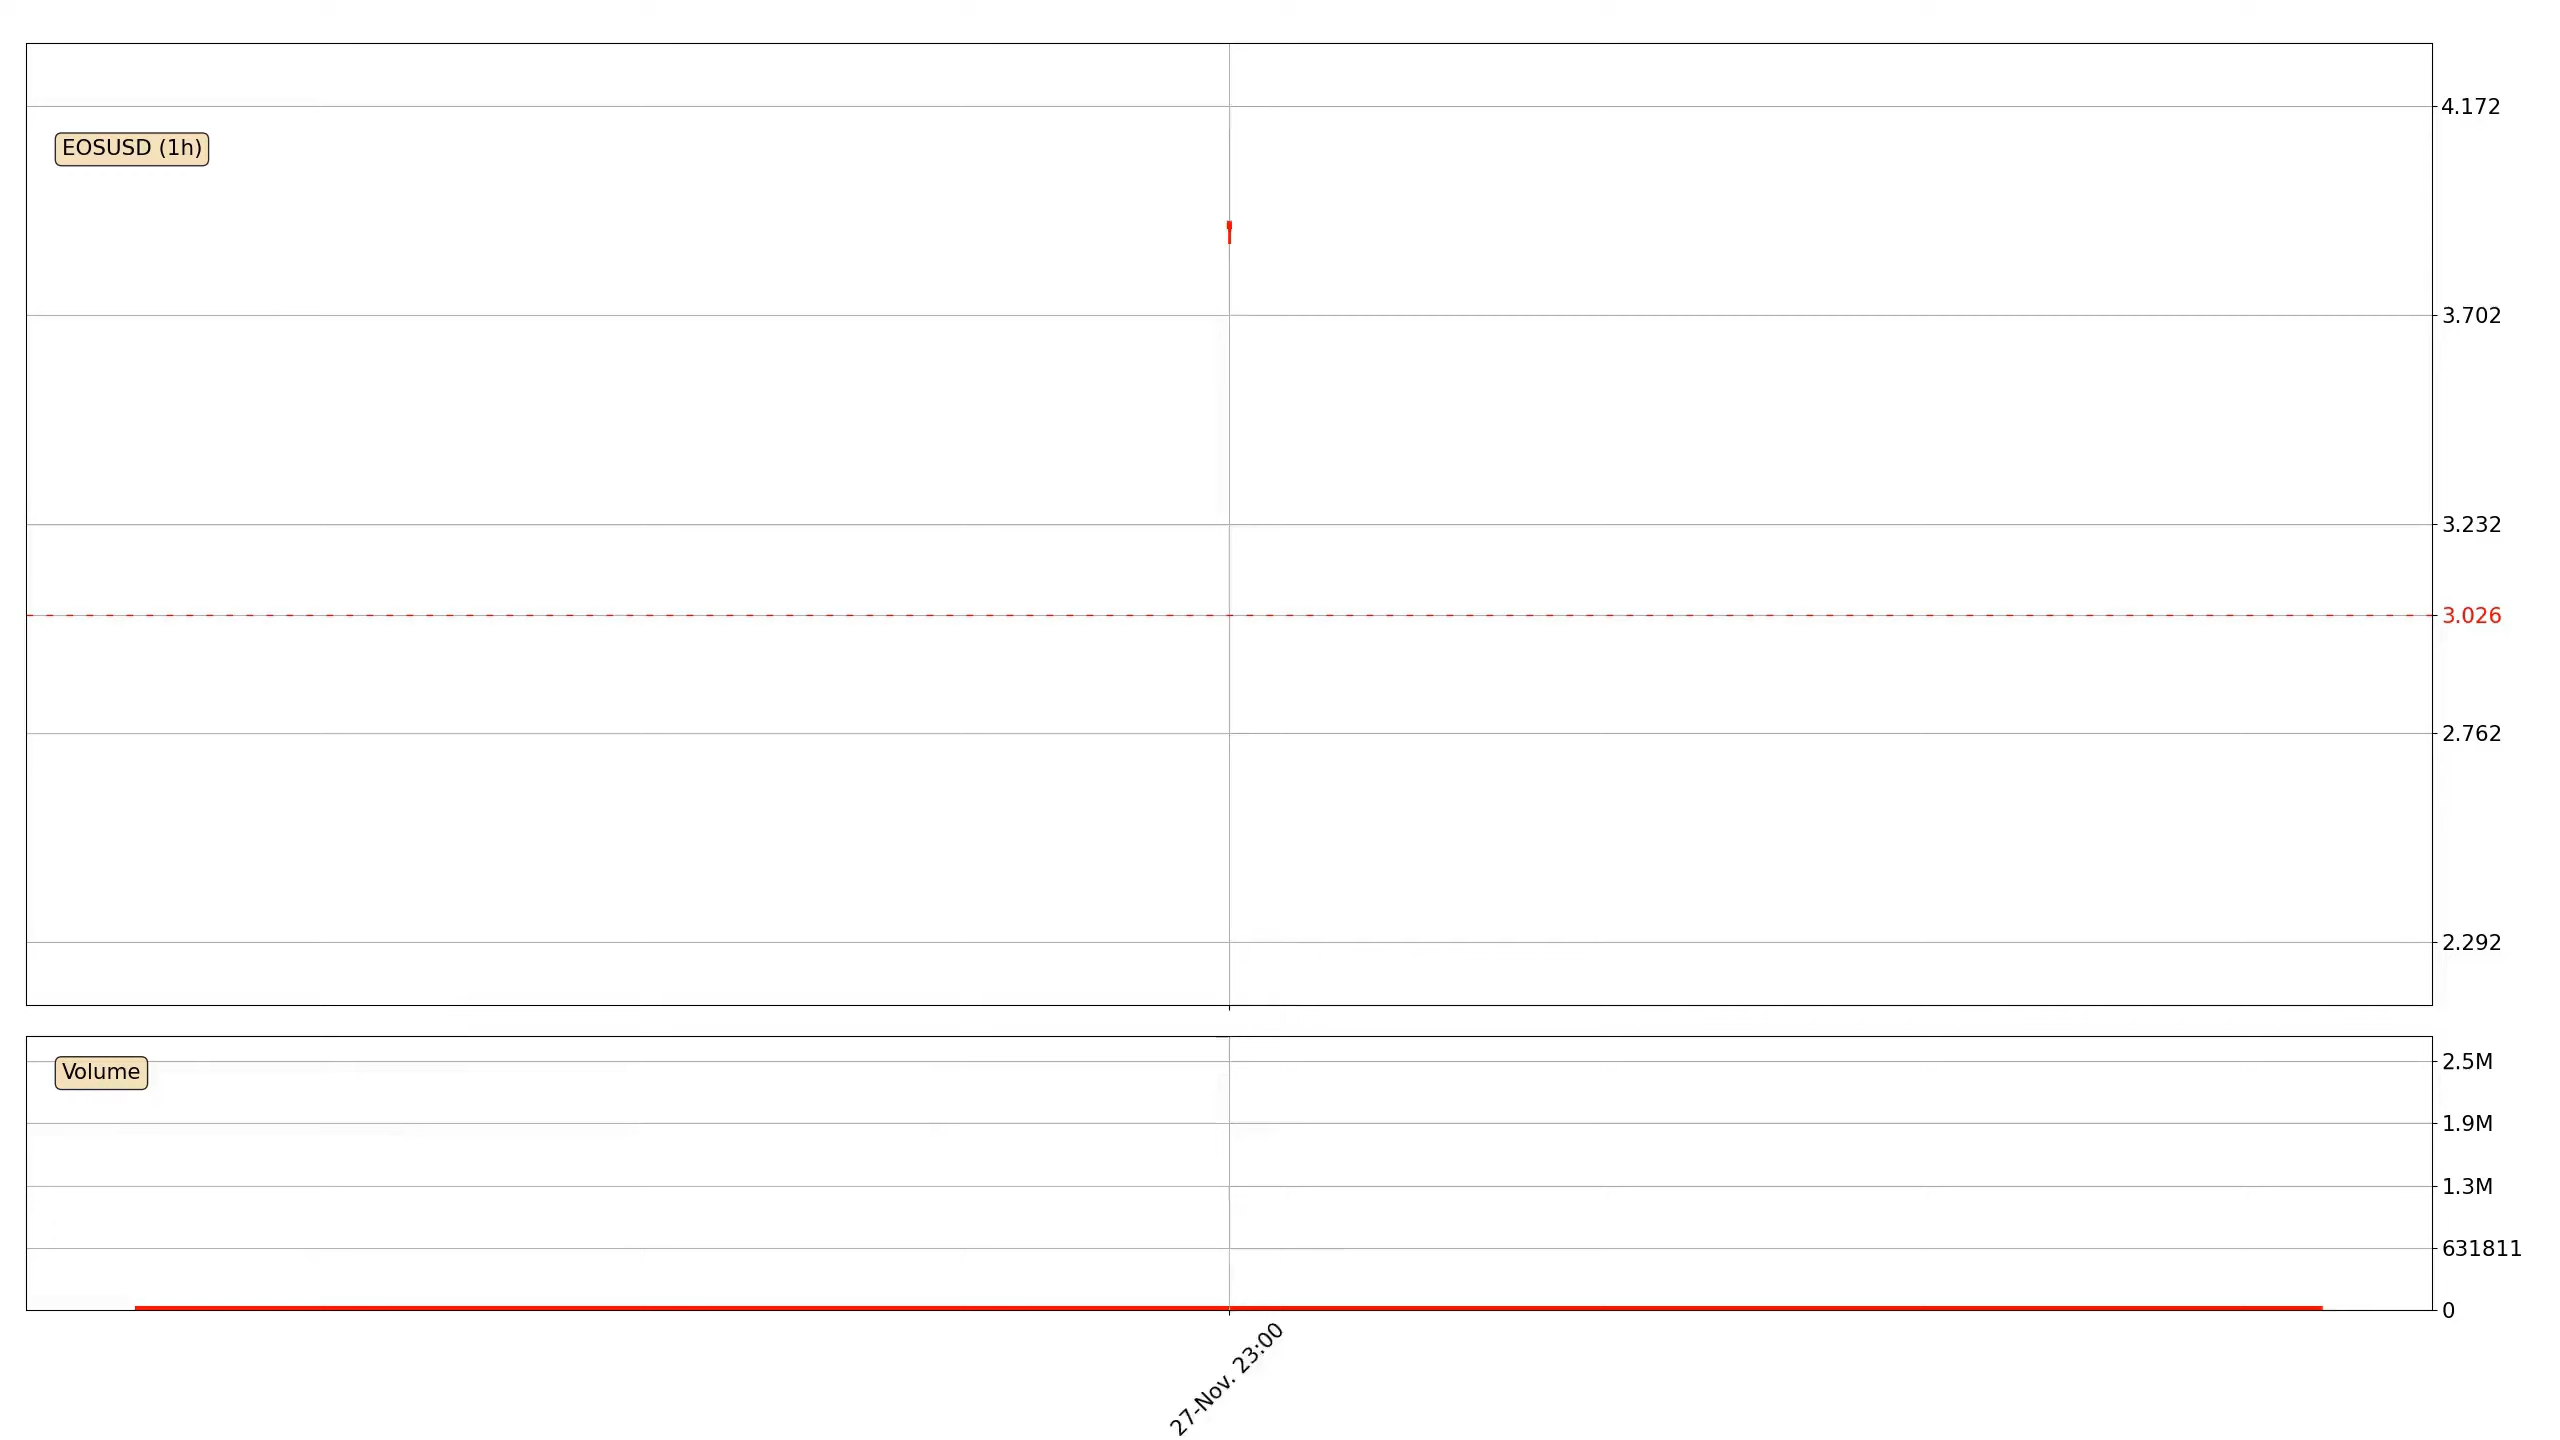 4.172
EOSUSD (1h)
3.702
3.232
3.026
2.762
2.292
Volume
2.5M
1.9M
1.3M
631811
0
27-Nov. 23:00